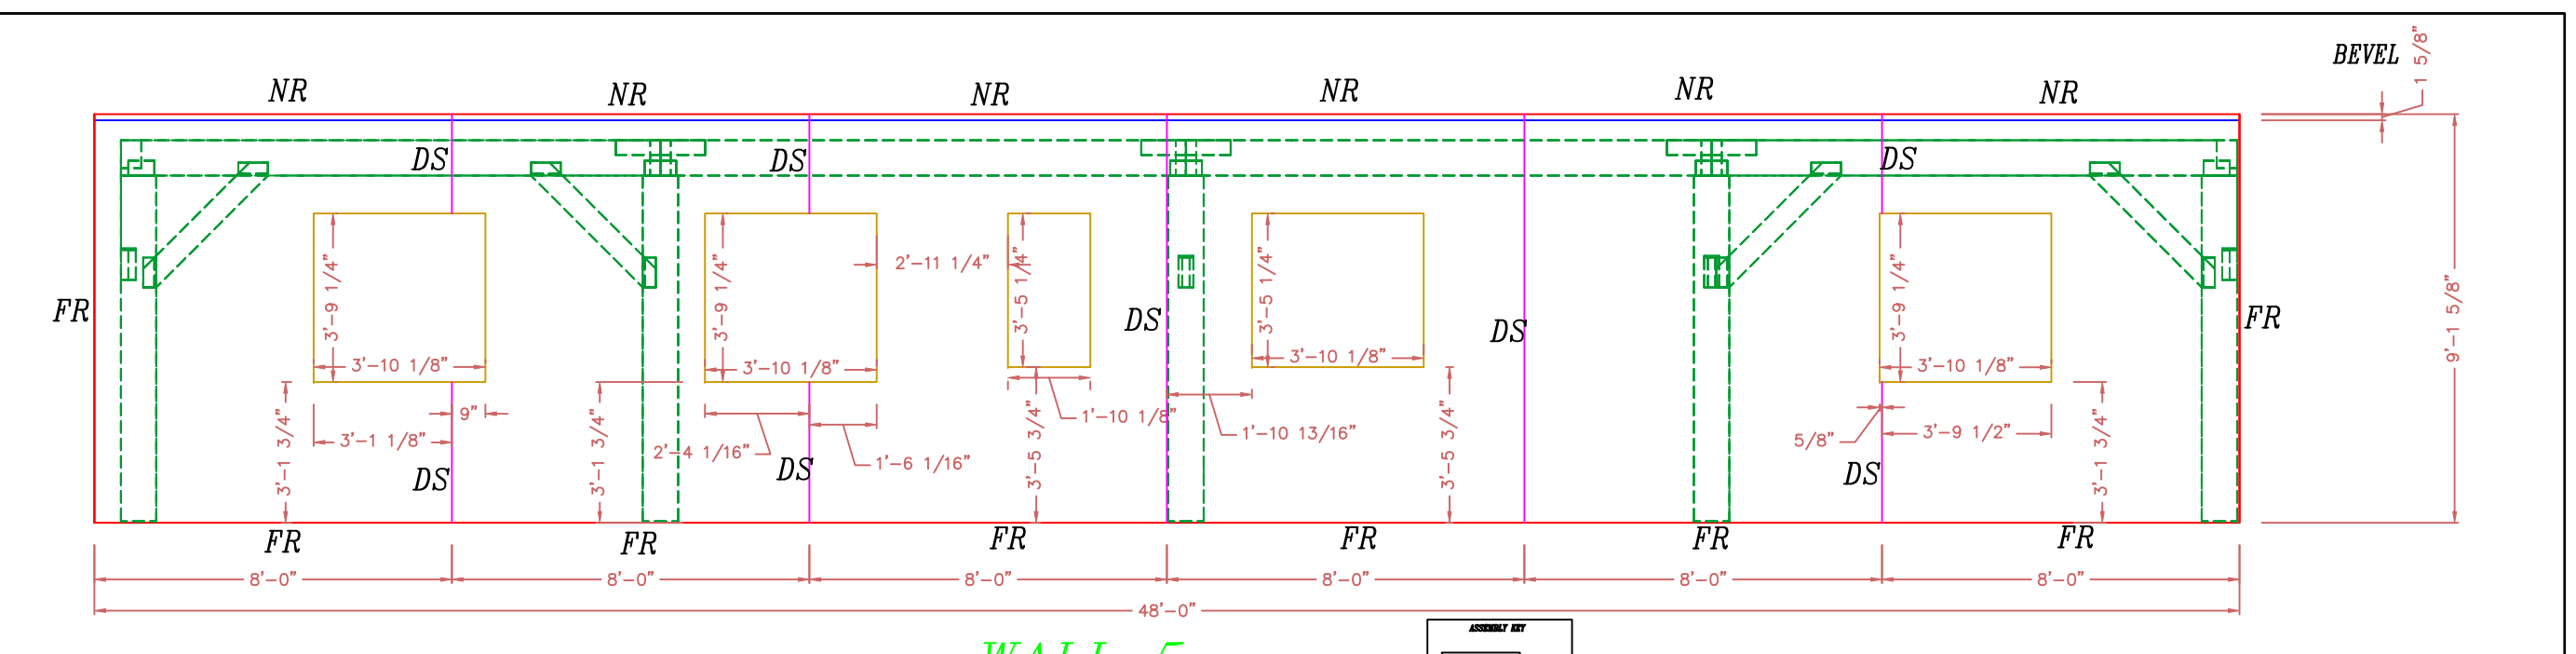 BEVEL
1 5/8"
NR NR NR NR NR NR
DS DS DS
3'-9 1/4" 3'-9 1/4" 2'-11 1/4" 3'-5 1/4" 3'-5 1/4" 3'-9 1/4"
FR DS DS FR
9'-1 5/8"
3'-10 1/8" 3'-10 1/8" 3'-10 1/8" 3'-10 1/8"
9" 1'-10 1/8"
3'-1 1/8" 1'-10 13/16" 5/8" 3'-9 1/2"
3'-1 3/4" 3'-1 3/4" 3'-5 3/4" 3'-5 3/4" 3'-1 3/4"
2'-4 1/16" 1'-6 1/16"
DS DS DS
FR FR FR FR FR FR
8'-0" 8'-0" 8'-0" 8'-0" 8'-0" 8'-0"
48'-0"
ASSEMBLY KEY
WALL 5